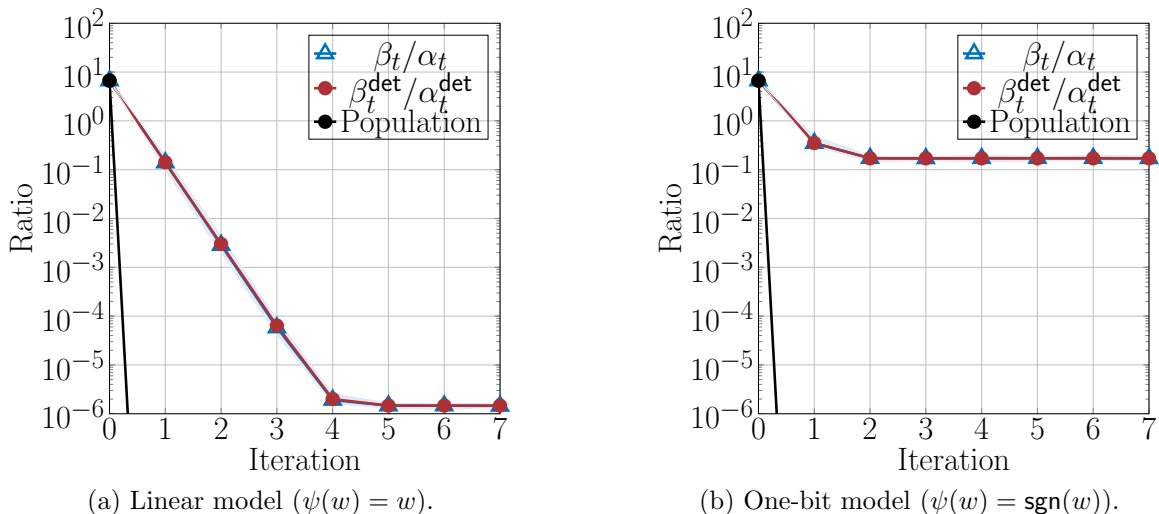 10^2
10^1
10^0
10^{-1}
10^{-2}
10^{-3}
10^{-4}
10^{-5}
10^{-6}
Ratio
β_t/α_t
β_t^{det}/α_t^{det}
Population
0 1 2 3 4 5 6 7
Iteration
(a) Linear model (ψ(w) = w).
10^2
10^1
10^0
10^{-1}
10^{-2}
10^{-3}
10^{-4}
10^{-5}
10^{-6}
Ratio
β_t/α_t
β_t^{det}/α_t^{det}
Population
0 1 2 3 4 5 6 7
Iteration
(b) One-bit model (ψ(w) = sgn(w)).